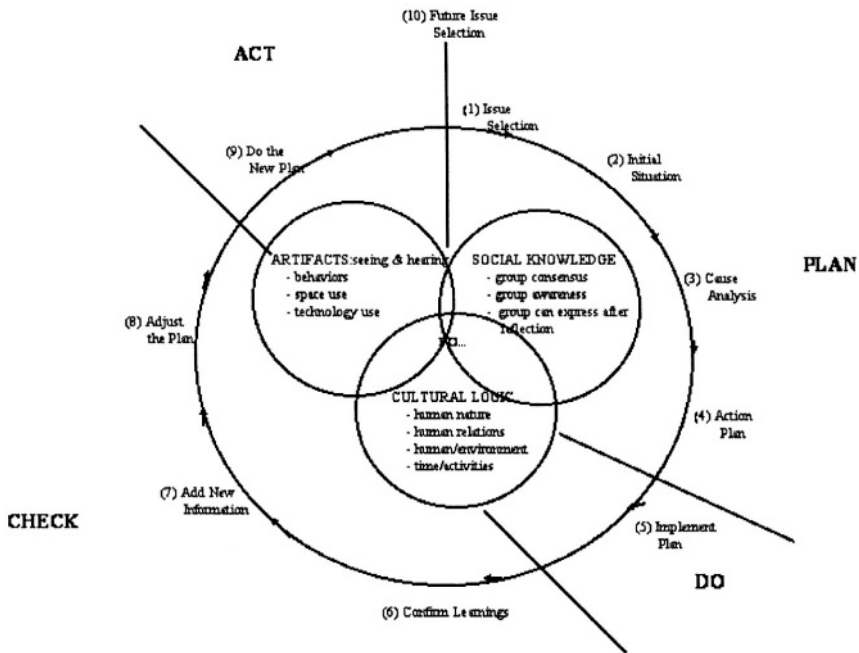 (10) Future Issue
Selection
ACT
(1) Issue
Selection
(2) Initial
Situation
(9) Do the
New Plan
ARTIFACTS:seeing & hearing
- behaviors
- space use
- technology use
SOCIAL KNOWLEDGE
- group consensus
- group awareness
- group can express after
reflection
PLAN
(3) Cause
Analysis
(8) Adjust
the Plan
CULTURAL LOGIC
- human nature
- human relations
- human/environment
- time/activities
(4) Action
Plan
(7) Add New
Information
CHECK
(5) Implement
Plan
DO
(6) Confirm Learnings